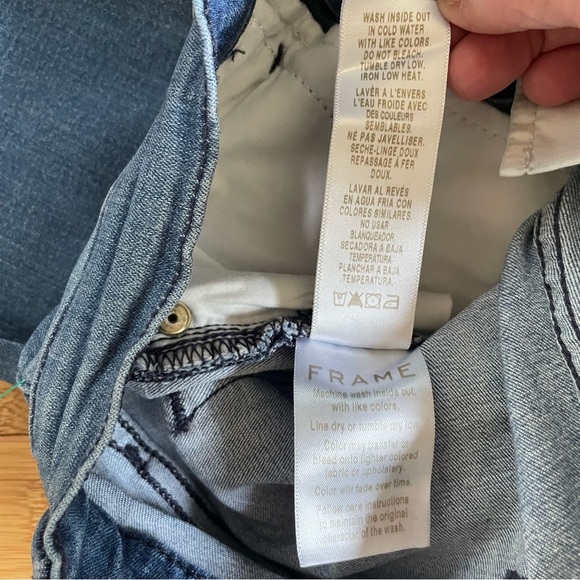 WASH INSIDE OUT
IN COLD WATER
WITH LIKE COLORS.
DO NOT BLEACH.
TUMBLE DRY LOW.
IRON LOW HEAT.
LAVÉR A L'ENVERS
L'EAU FROIDE AVEC
DES COULEURS
SEMBLABLES.
NÉ PAS JAVELLISER.
SECHE-LINGE DOUX
REPASSAGE À FER
DOUX.
LAVAR AL REVÉS
EN AGUA FRIA CON
COLORES SIMILARES.
NO USAR
BLANQUEADOR.
SECADORA A BAJA
TEMPERATURA.
PLANCHAR A BAJA
TEMPERATURA.
FRAME
Machine wash inside out,
with like colors.
Line dry or tumble dry low.
Color may transfer or
bleed onto lighter colored
fabric or upholstery.
Color will fade over time.
Follow care instructions
to maintain the original
character of the wash.